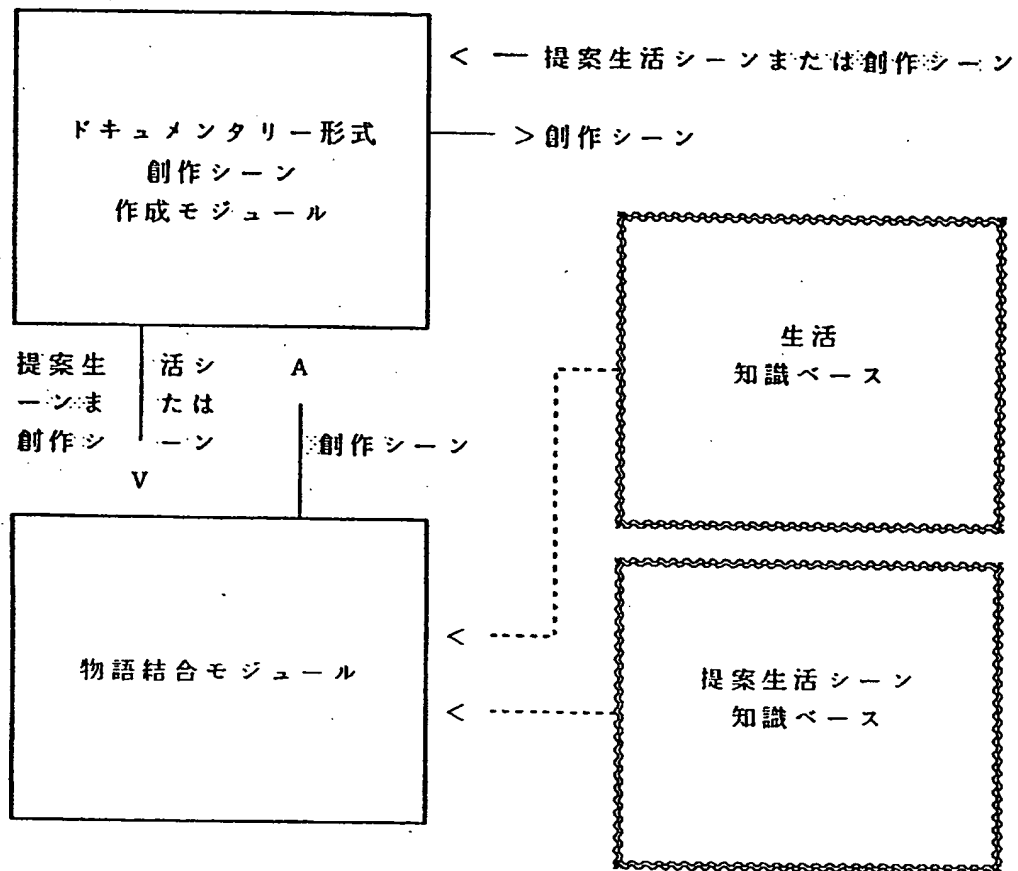 < — 提案生活シーンまたは創作シーン
ドキュメンタリー形式
創作シーン
作成モジュール
> 創作シーン
生活
知識ベース
提案生 活シ
ーンま たは
創作シ ーン
A
創作シーン
V
<
物語結合モジュール
<
提案生活シーン
知識ベース